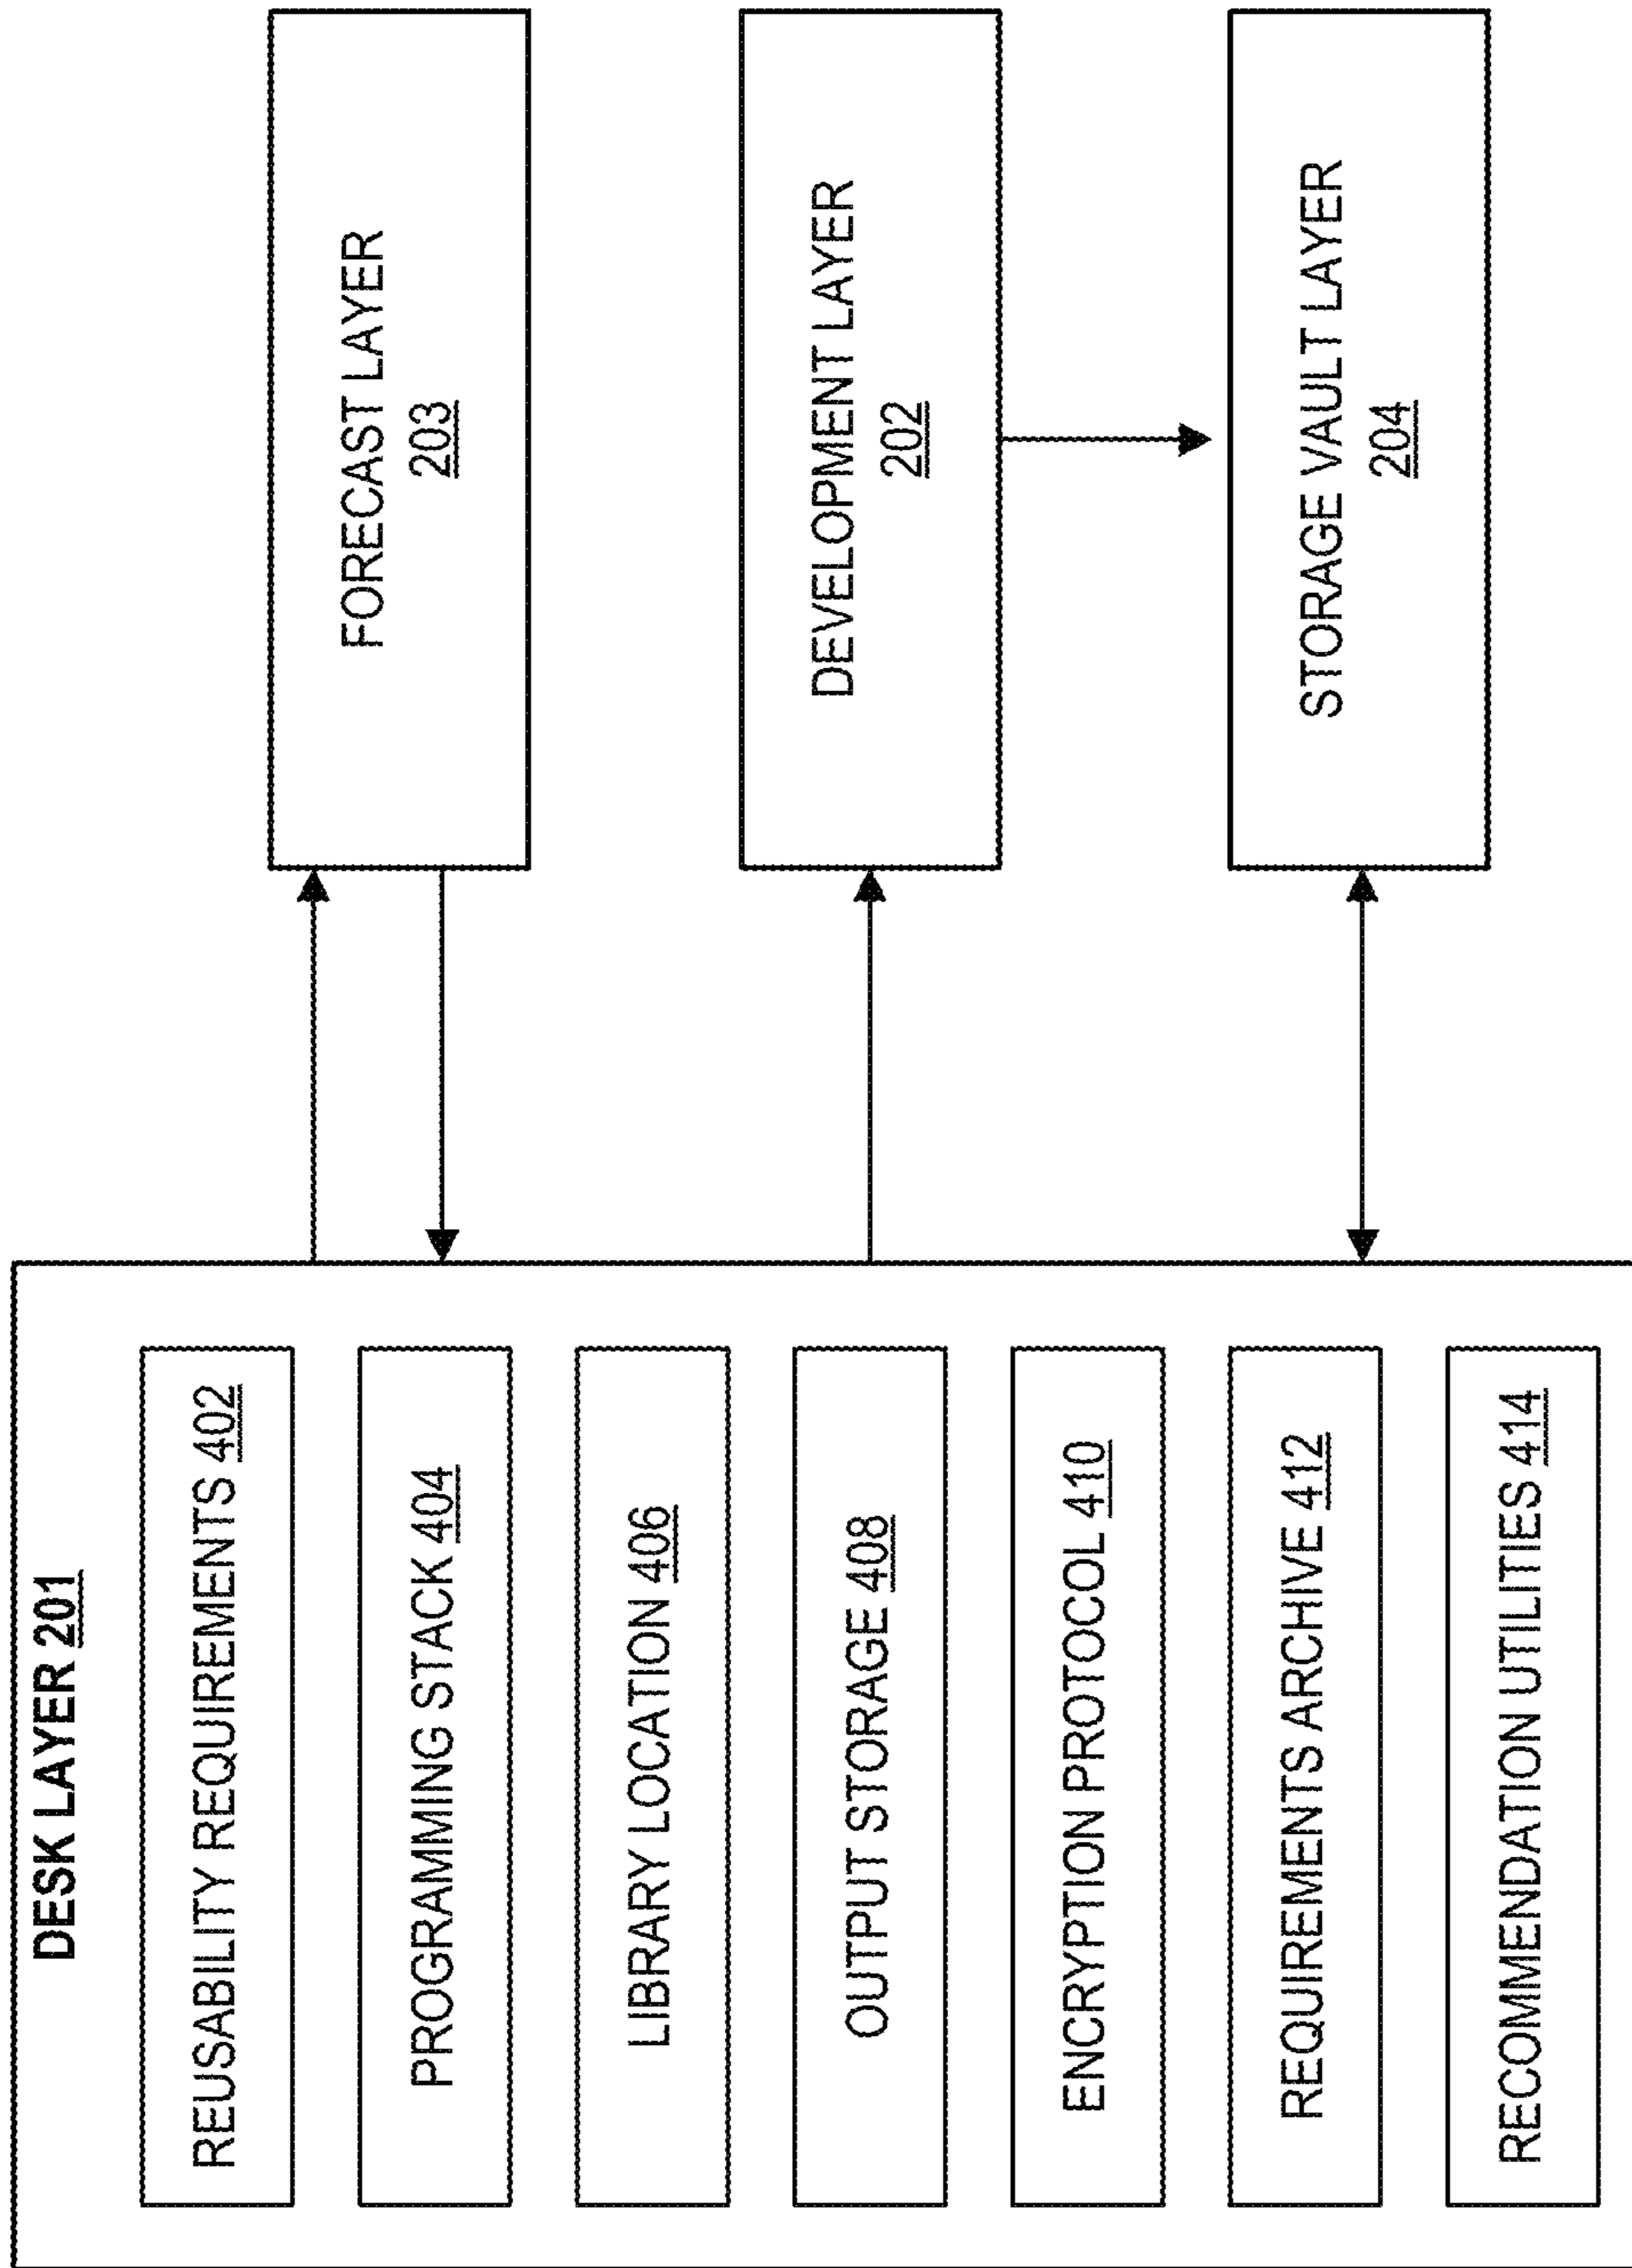 DESK LAYER 201
REUSABILITY REQUIREMENTS 402
PROGRAMMING STACK 404
LIBRARY LOCATION 406
OUTPUT STORAGE 408
ENCRYPTION PROTOCOL 410
REQUIREMENTS ARCHIVE 412
RECOMMENDATION UTILITIES 414
FORECAST LAYER
203
DEVELOPMENT LAYER
202
STORAGE VAULT LAYER
204